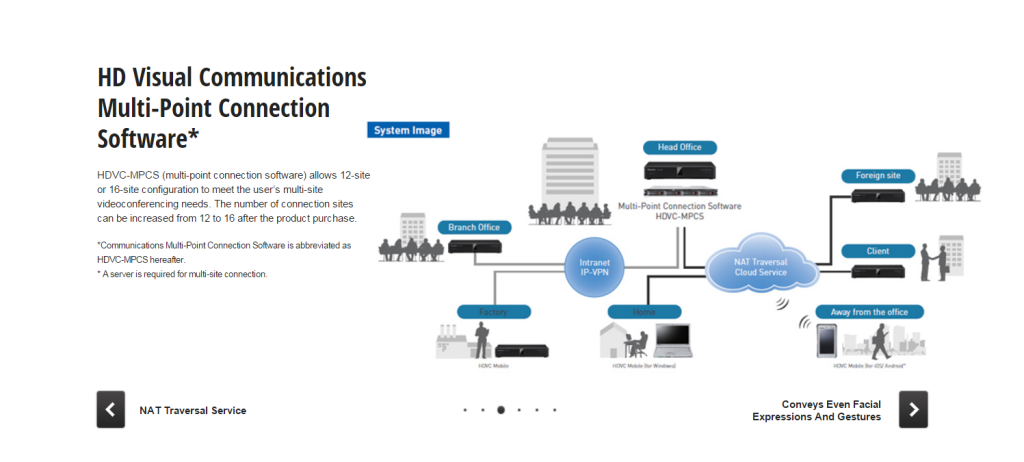 HD Visual Communications
Multi-Point Connection
Software*
HDVC-MPCS (multi-point connection software) allows 12-site
or 16-site configuration to meet the user's multi-site
videoconferencing needs. The number of connection sites
can be increased from 12 to 16 after the product purchase.
*Communications Multi-Point Connection Software is abbreviated as
HDVC-MPCS hereafter.
* A server is required for multi-site connection.
System Image
Head Office
Multi-Point Connection Software
HDVC-MPCS
Foreign site
Branch Office
Intranet
IP-VPN
NAT Traversal
Cloud Service
Client
Factory
HDVC Mobile
Home
HDVC Mobile (for Windows)
Away from the office
HDVC Mobile (for iOS/ Android)*
NAT Traversal Service
Conveys Even Facial
Expressions And Gestures